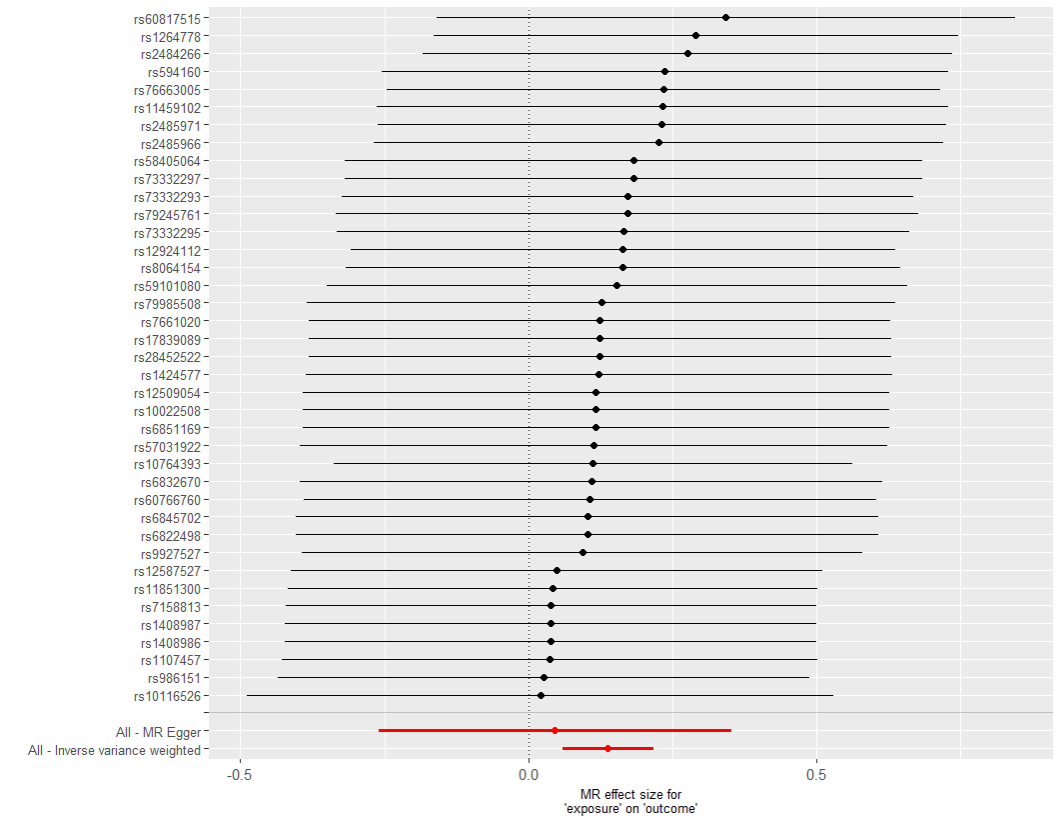 rs60817515
rs1264778
rs2484266
rs594160
rs76663005
rs11459102
rs2485971
rs2485966
rs58405064
rs73332297
rs73332293
rs79245761
rs73332295
rs12924112
rs8064154
rs59101080
rs79985508
rs7661020
rs17839089
rs28452522
rs1424577
rs12509054
rs10022508
rs6851169
rs57031922
rs10764393
rs6832670
rs60766760
rs6845702
rs6822498
rs9927527
rs12587527
rs11851300
rs7158813
rs1408987
rs1408986
rs1107457
rs986151
rs10116526
All - MR Egger
All - Inverse variance weighted
-0.5 0.0 0.5
MR effect size for
'exposure' on 'outcome'